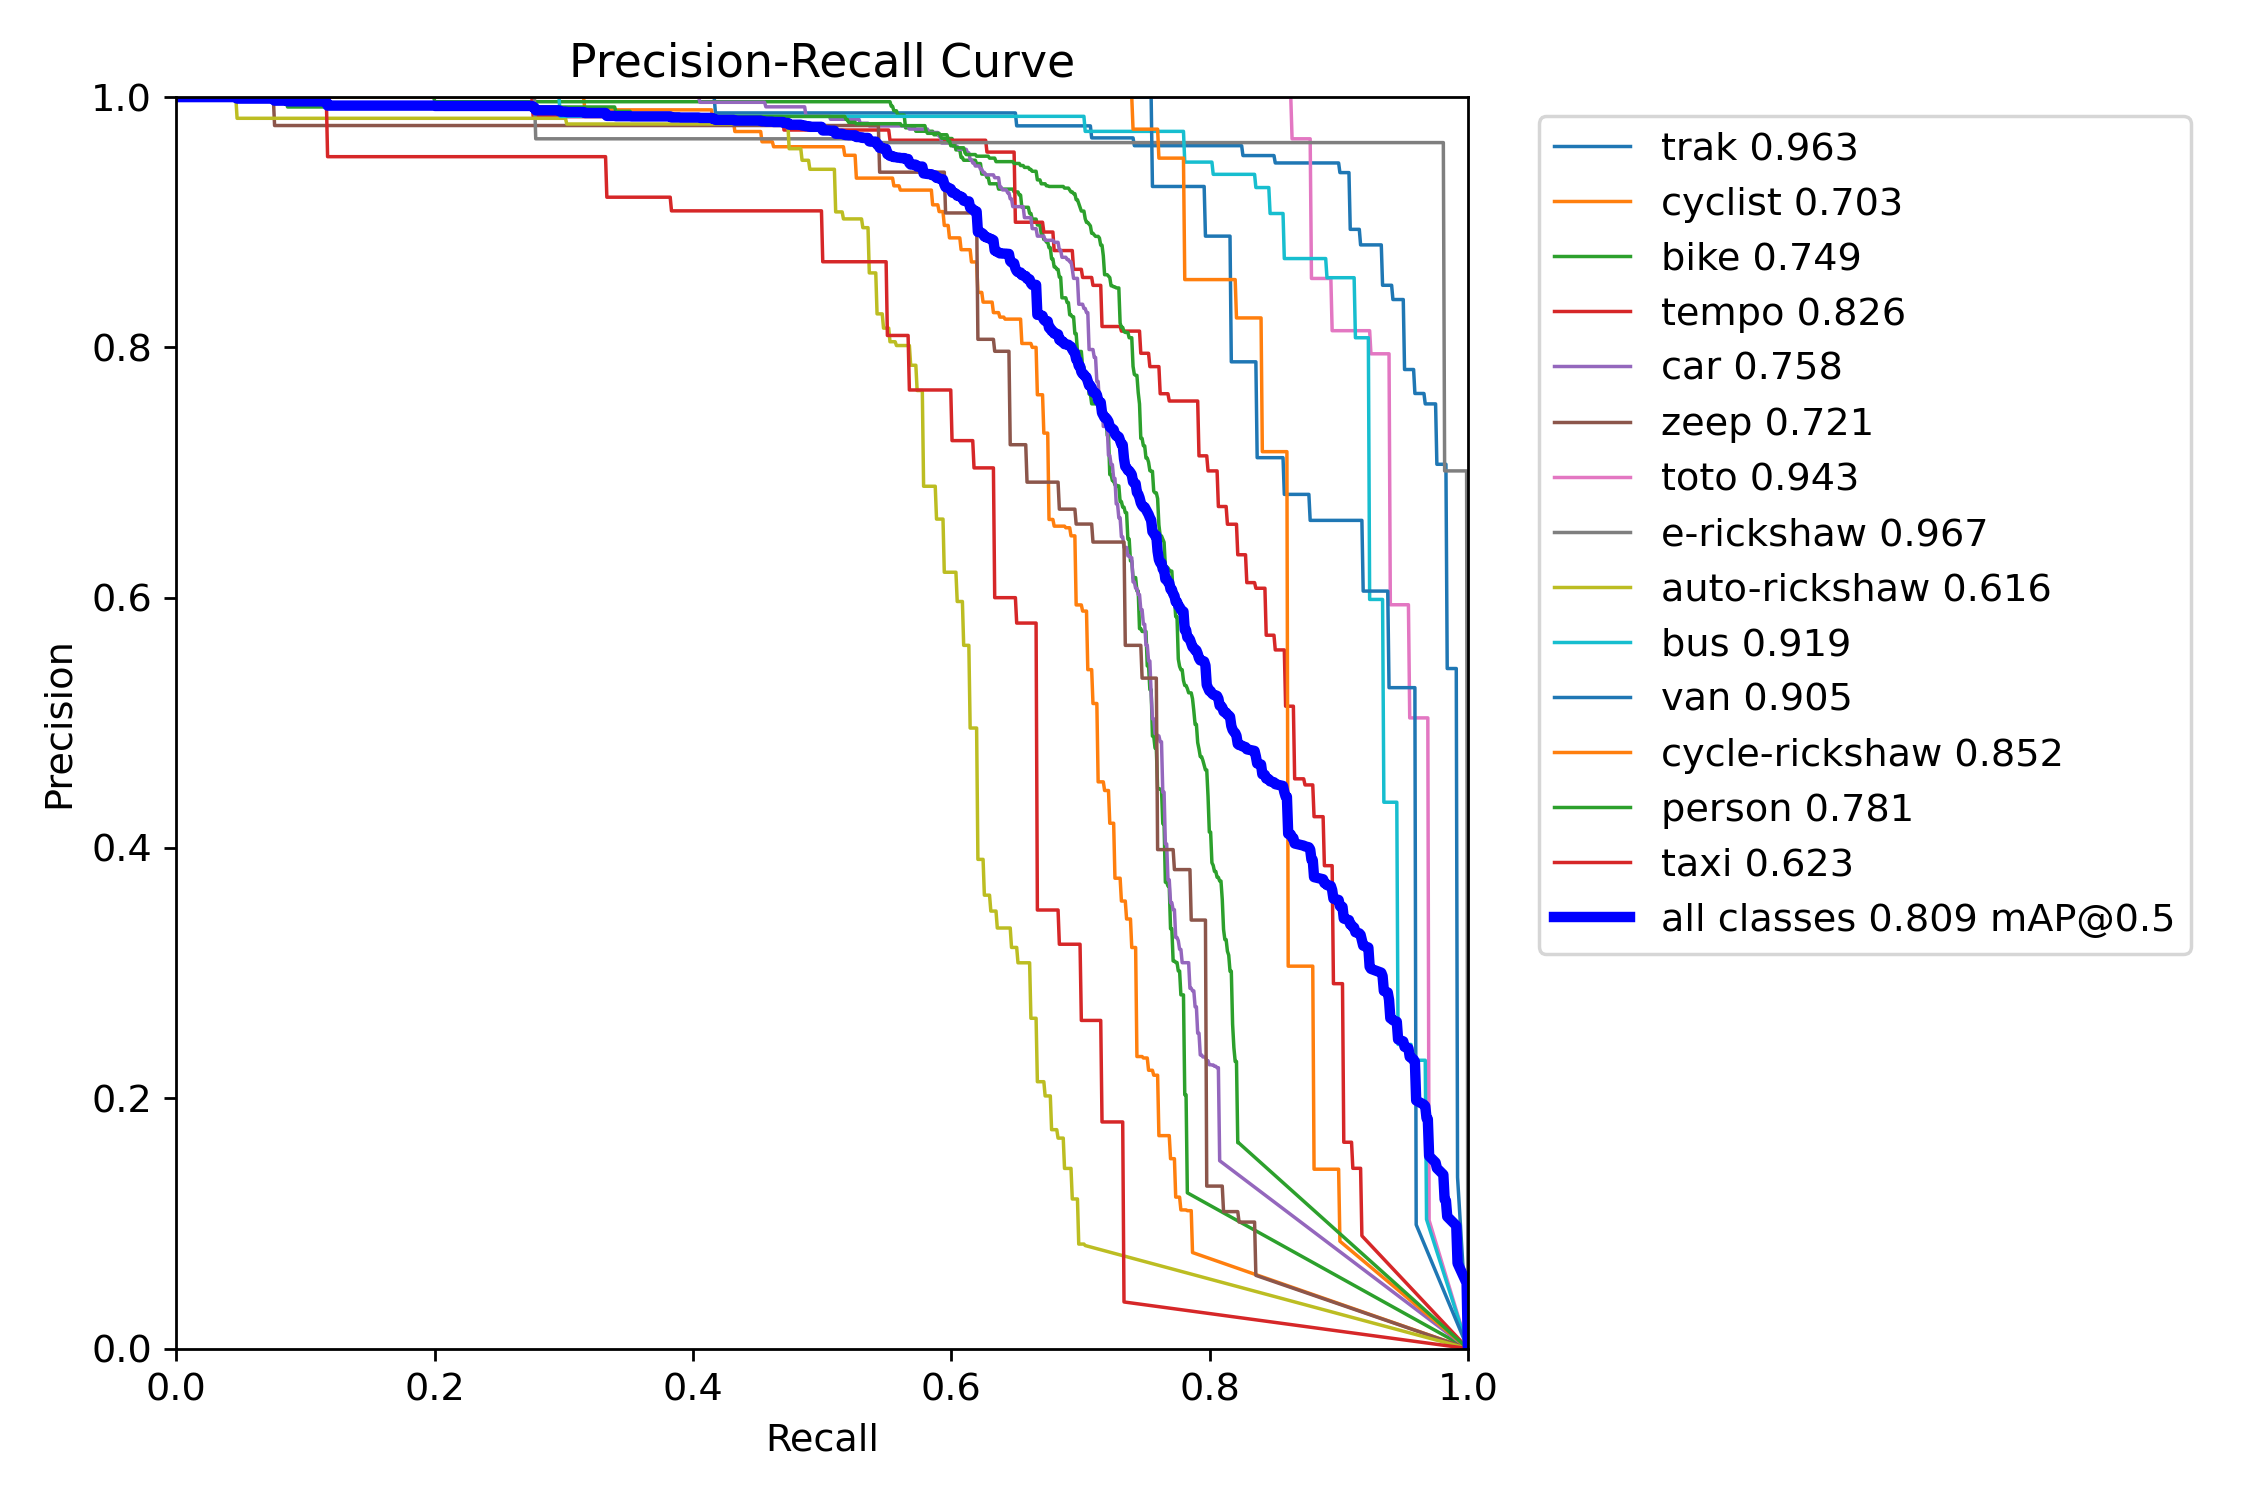 Precision-Recall Curve
1.0
0.8
0.6
0.4
0.2
0.0
Precision
0.0 0.2 0.4 0.6 0.8 1.0
Recall
trak 0.963
cyclist 0.703
bike 0.749
tempo 0.826
car 0.758
zeep 0.721
toto 0.943
e-rickshaw 0.967
auto-rickshaw 0.616
bus 0.919
van 0.905
cycle-rickshaw 0.852
person 0.781
taxi 0.623
all classes 0.809 mAP@0.5